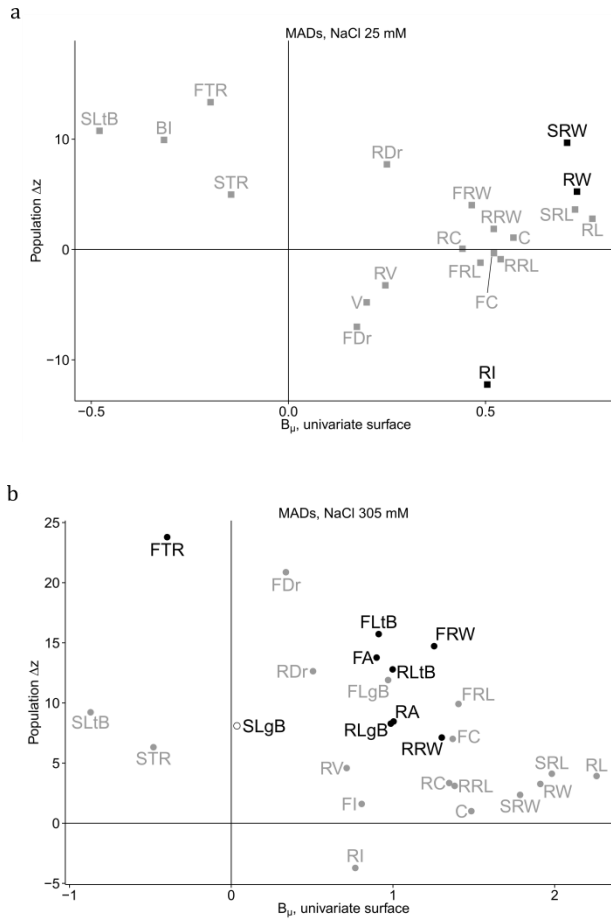 a
MADs, NaCl 25 mM
FTR
SLtB
BI
10
SRW
RDr
RW
STR
FRW
RRW
SRL
RL
RC
C
0
FRL
RRL
RV
FC
V
FDr
−10
RI
Population Δz
−0.5
0.0
0.5
Bμ, univariate surface
b
MADs, NaCl 305 mM
25
FTR
FDr
20
FLtB
FRW
15
FA
RLtB
RDr
FLgB
FRL
10
SLtB
SLgB
RA
RLgB
RRW
FC
STR
5
RV
SRL
RL
RC
RRL
RW
SRW
FI
C
0
RI
−5
Population Δz
−1
0
1
2
Bμ, univariate surface